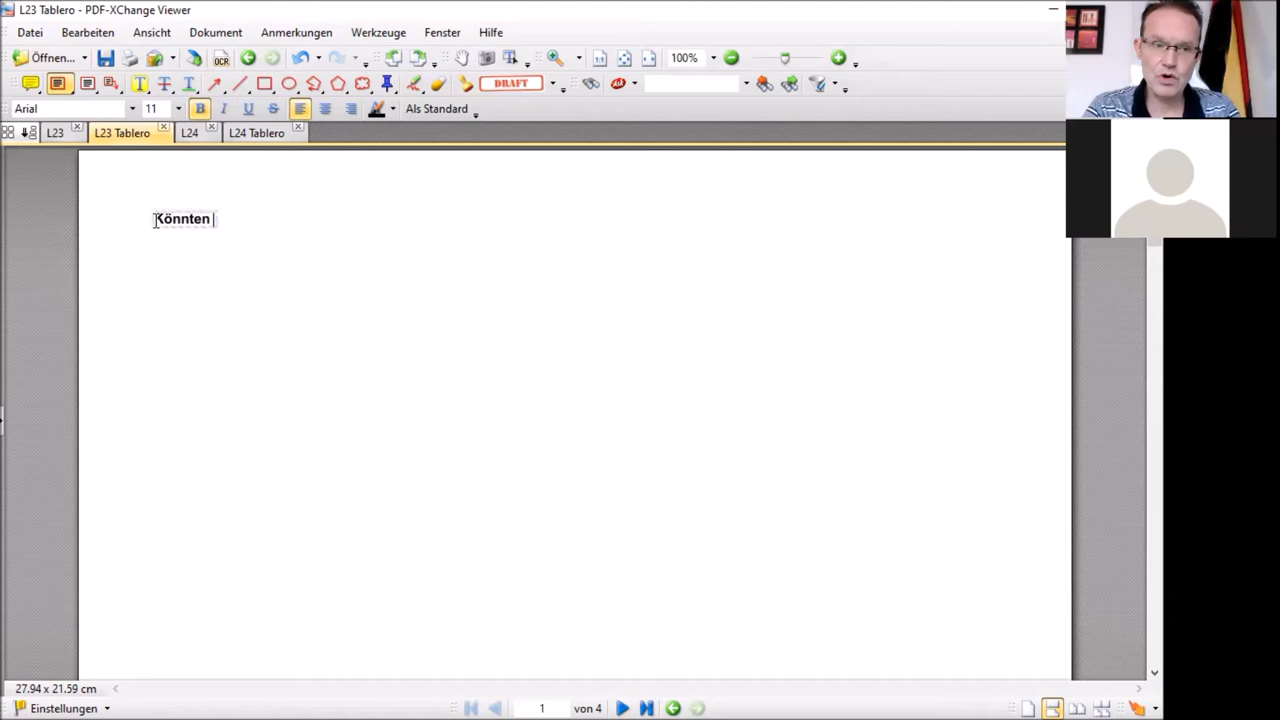 L23 Tablero - PDF-XChange Viewer
Datei Bearbeiten Ansicht Dokument Anmerkungen Werkzeuge Fenster Hilfe
Öffnen... OCR 100%
DRAFT
Arial 11 B I U S Als Standard
L23 L23 Tablero L24 L24 Tablero
Könnten
27.94 x 21.59 cm
Einstellungen 1 von 4